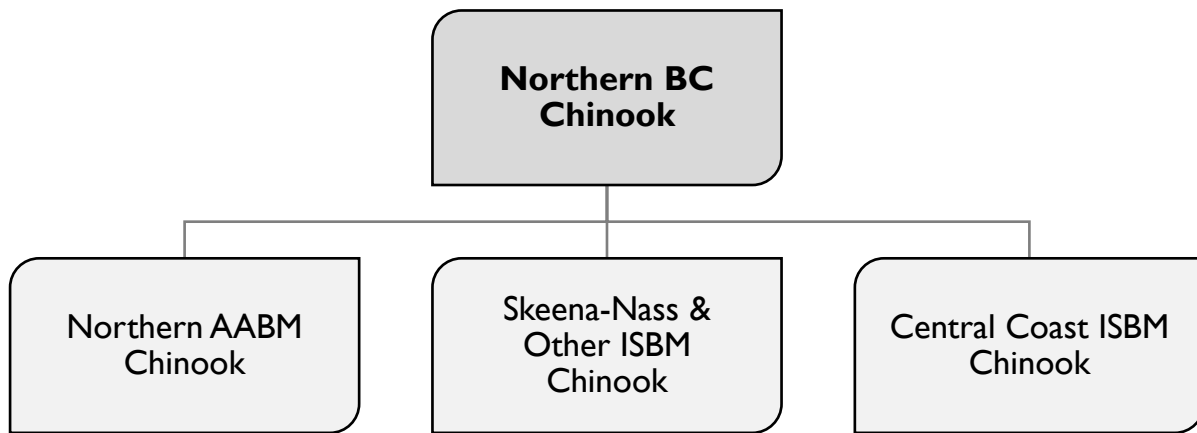 Northern BC
Chinook
Northern AABM
Chinook
Skeena-Nass &
Other ISBM
Chinook
Central Coast ISBM
Chinook